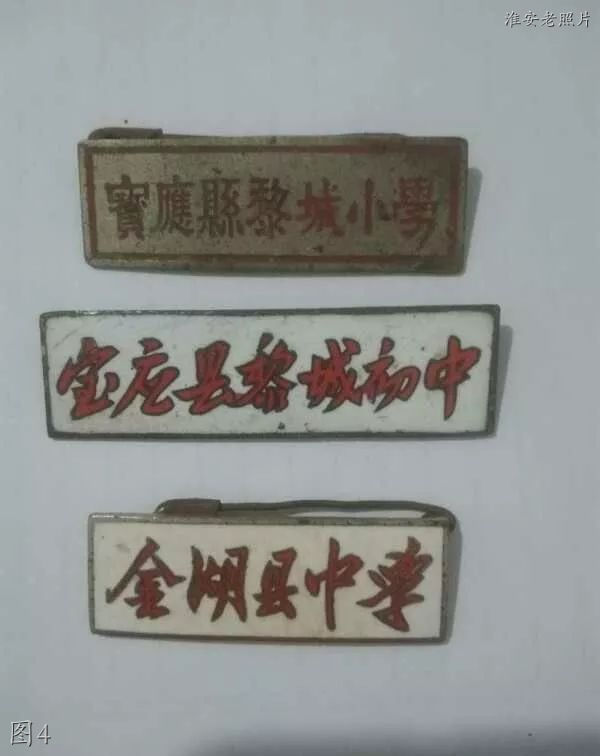 淮安老照片
寶應縣黎城小學
宝应县黎城初中
金湖县中学
图4